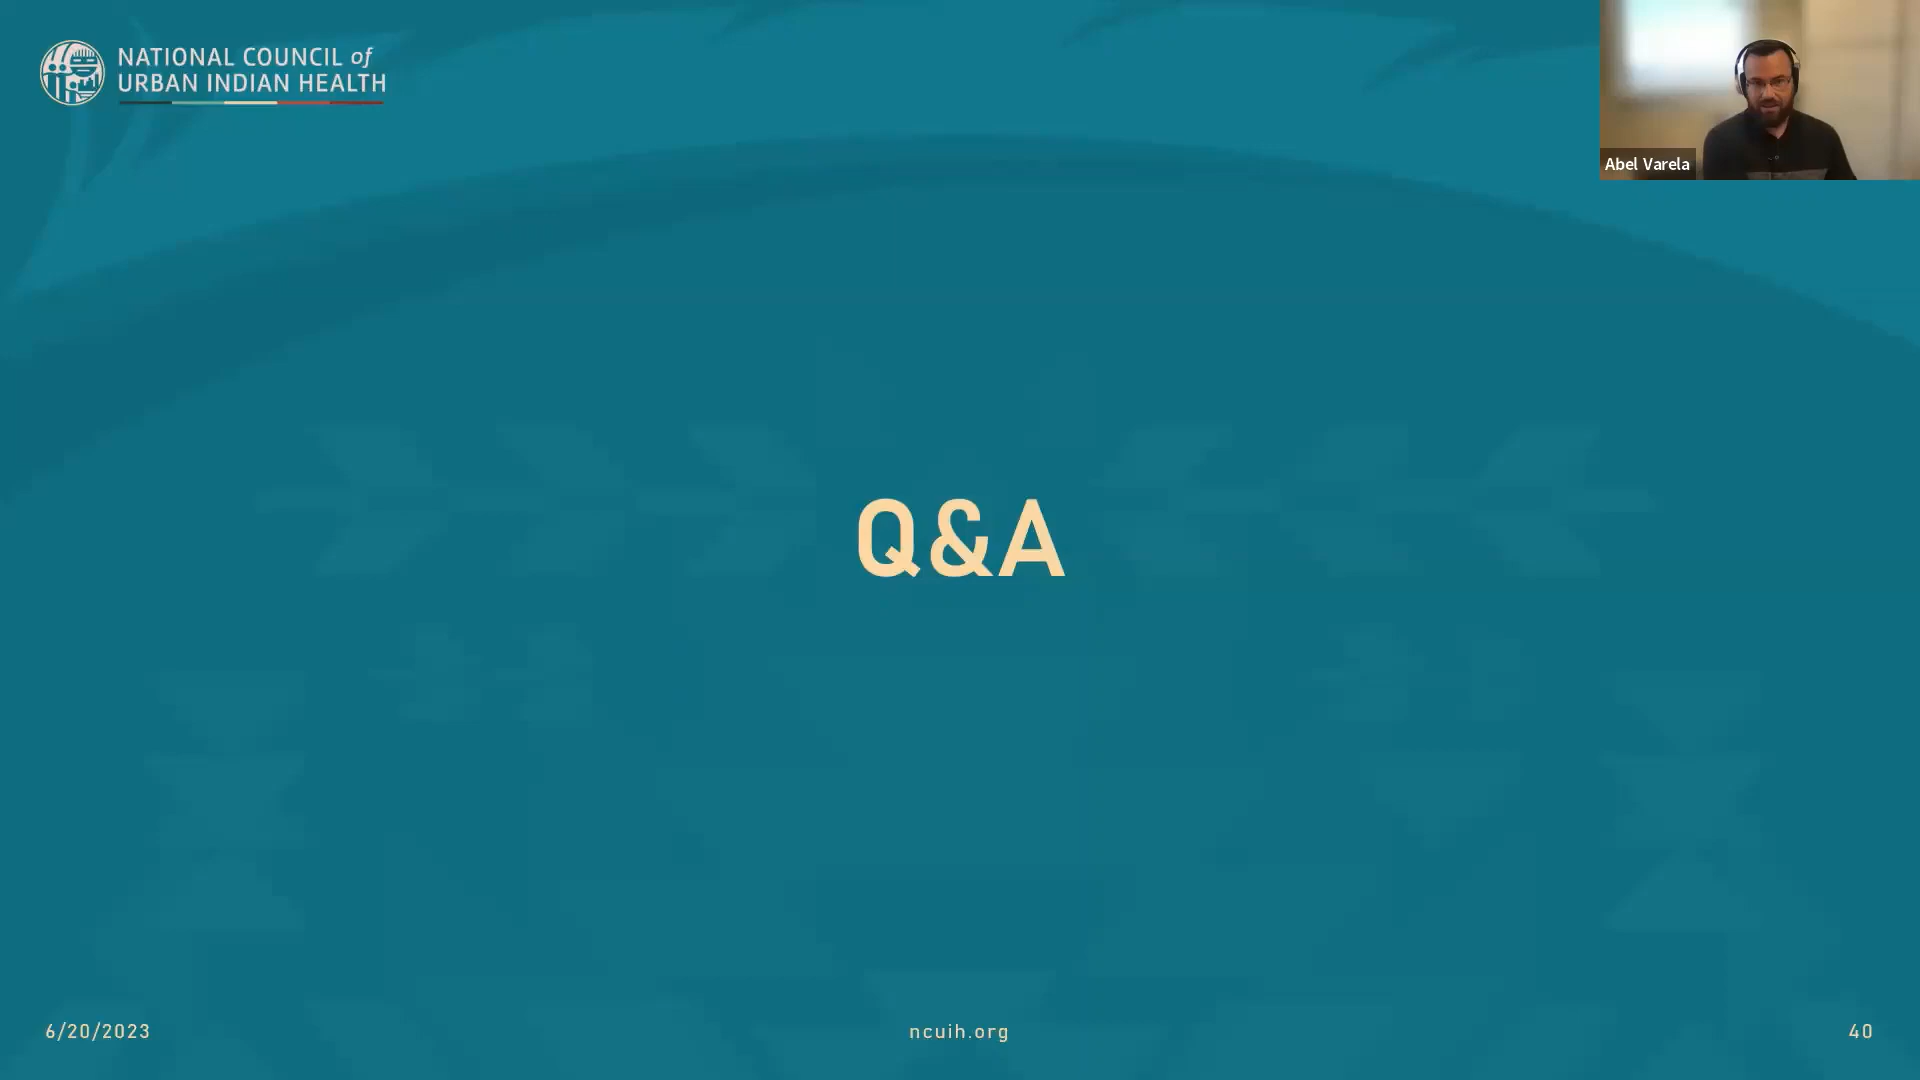 NATIONAL COUNCIL of
URBAN INDIAN HEALTH
Abel Varela
Q&A
6/20/2023
ncuih.org
40